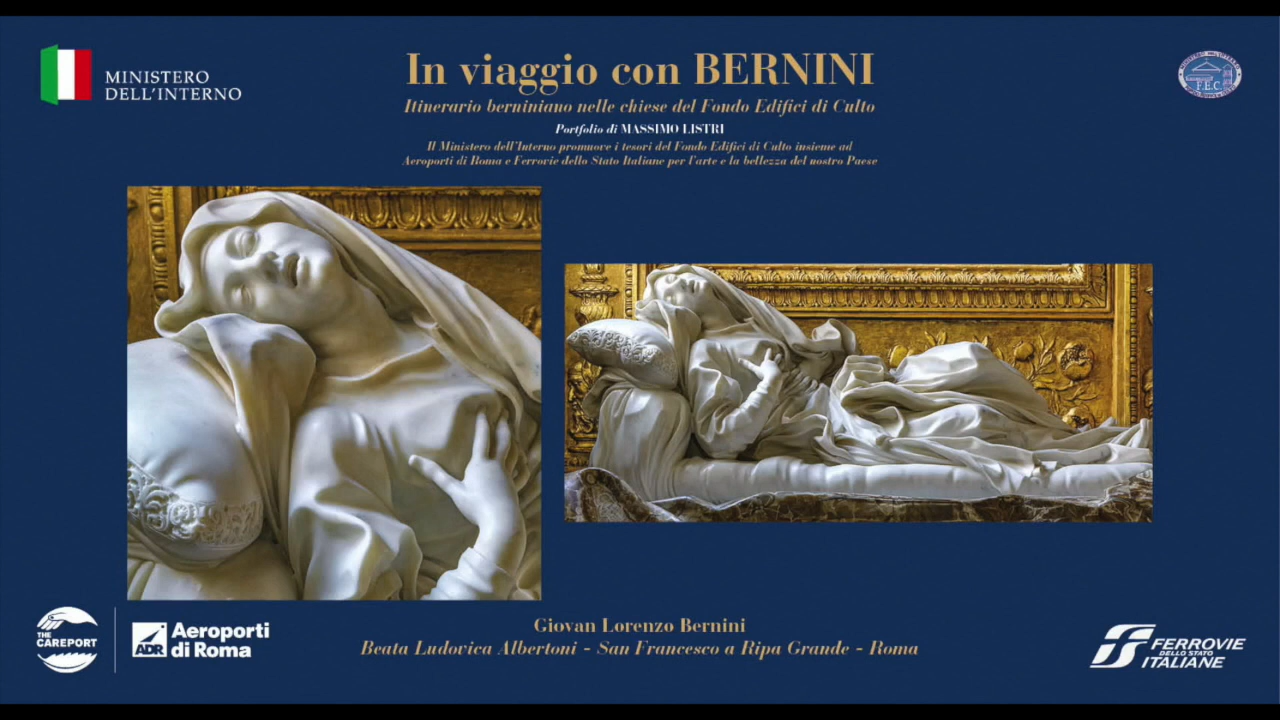 MINISTERO
DELL'INTERNO
In viaggio con BERNINI
Itinerario berniniano nelle chiese del Fondo Edifici di Culto
Portfolio di MASSIMO LISTRI
Il Ministero dell'Interno promuove i tesori del Fondo Edifici di Culto insieme ad
Aeroporti di Roma e Ferrovie dello Stato Italiane per l'arte e la bellezza del nostro Paese
F.E.C.
THE
CAREPORT
ADR
Aeroporti
di Roma
Giovan Lorenzo Bernini
Beata Ludovica Albertoni - San Francesco a Ripa Grande - Roma
FERROVIE
DELLO STATO
ITALIANE